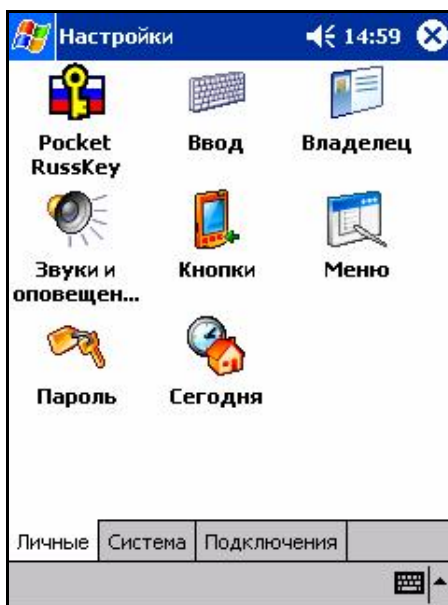 Настройки 14:59
Pocket RussKey
Ввод
Владелец
Звуки и оповещен...
Кнопки
Меню
Пароль
Сегодня
Личные Система Подключения